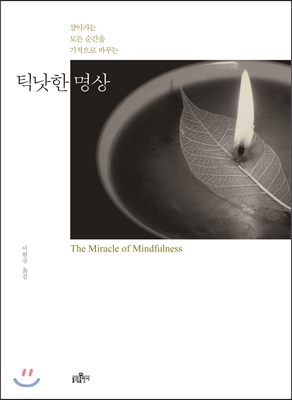 살아가는
모든 순간을
기적으로 바꾸는
틱낫한 명상
The Miracle of Mindfulness
이현주 옮김